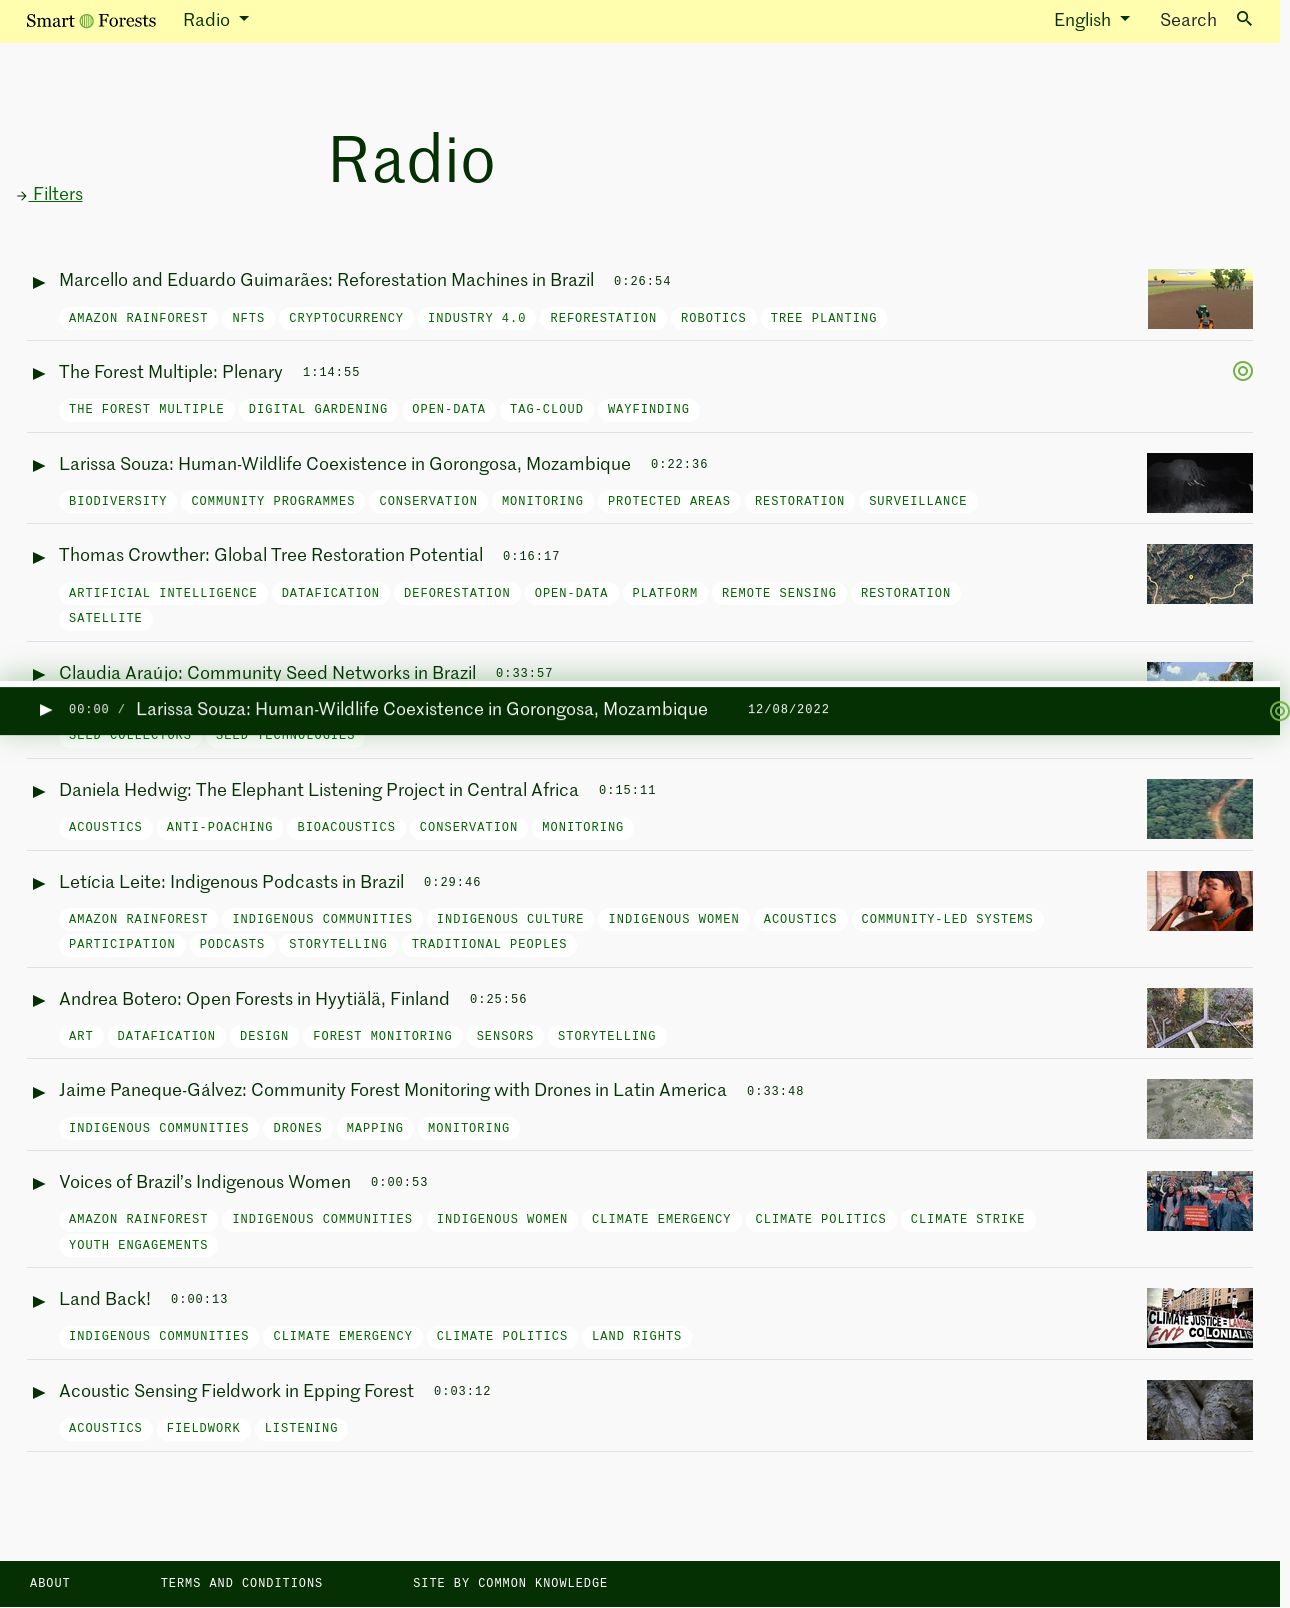 Smart Forests Radio English Search
Radio
Filters
Marcello and Eduardo Guimarães: Reforestation Machines in Brazil 0:26:54
AMAZON RAINFOREST NFTS CRYPTOCURRENCY INDUSTRY 4.0 REFORESTATION ROBOTICS TREE PLANTING
The Forest Multiple: Plenary 1:14:55
THE FOREST MULTIPLE DIGITAL GARDENING OPEN-DATA TAG-CLOUD WAYFINDING
Larissa Souza: Human-Wildlife Coexistence in Gorongosa, Mozambique 0:22:36
BIODIVERSITY COMMUNITY PROGRAMMES CONSERVATION MONITORING PROTECTED AREAS RESTORATION SURVEILLANCE
Thomas Crowther: Global Tree Restoration Potential 0:16:17
ARTIFICIAL INTELLIGENCE DATAFICATION DEFORESTATION OPEN-DATA PLATFORM REMOTE SENSING RESTORATION
SATELLITE
Claudia Araújo: Community Seed Networks in Brazil 0:33:57
00:00 / Larissa Souza: Human-Wildlife Coexistence in Gorongosa, Mozambique 12/08/2022
SEED COLLECTORS SEED TECHNOLOGIES
Daniela Hedwig: The Elephant Listening Project in Central Africa 0:15:11
ACOUSTICS ANTI-POACHING BIOACOUSTICS CONSERVATION MONITORING
Letícia Leite: Indigenous Podcasts in Brazil 0:29:46
AMAZON RAINFOREST INDIGENOUS COMMUNITIES INDIGENOUS CULTURE INDIGENOUS WOMEN ACOUSTICS COMMUNITY-LED SYSTEMS
PARTICIPATION PODCASTS STORYTELLING TRADITIONAL PEOPLES
Andrea Botero: Open Forests in Hyytiälä, Finland 0:25:56
ART DATAFICATION DESIGN FOREST MONITORING SENSORS STORYTELLING
Jaime Paneque-Gálvez: Community Forest Monitoring with Drones in Latin America 0:33:48
INDIGENOUS COMMUNITIES DRONES MAPPING MONITORING
Voices of Brazil’s Indigenous Women 0:00:53
AMAZON RAINFOREST INDIGENOUS COMMUNITIES INDIGENOUS WOMEN CLIMATE EMERGENCY CLIMATE POLITICS CLIMATE STRIKE
YOUTH ENGAGEMENTS
Land Back! 0:00:13
INDIGENOUS COMMUNITIES CLIMATE EMERGENCY CLIMATE POLITICS LAND RIGHTS
CLIMATE JUSTICE =
END COLONIALIS
Acoustic Sensing Fieldwork in Epping Forest 0:03:12
ACOUSTICS FIELDWORK LISTENING
ABOUT TERMS AND CONDITIONS SITE BY COMMON KNOWLEDGE